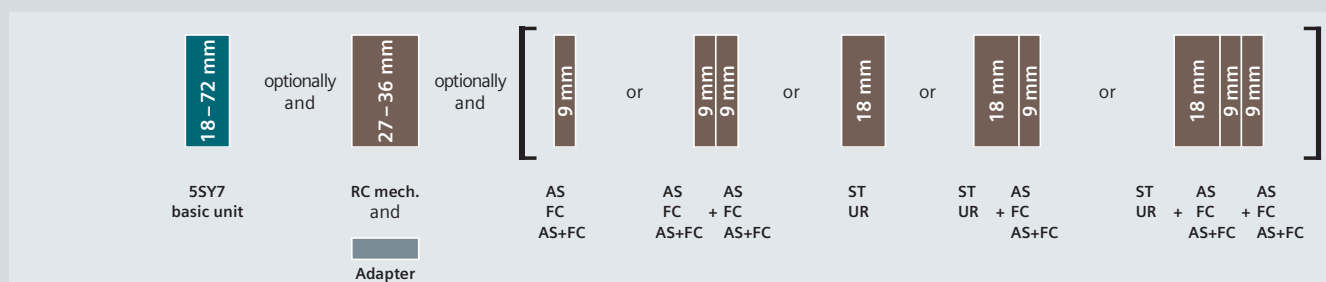 18–72 mm
optionally
and
27–36 mm
optionally
and
9 mm
or
9 mm
9 mm
or
18 mm
or
18 mm
9 mm
or
18 mm
9 mm
9 mm
5SY7
basic unit
RC mech.
and
Adapter
AS
FC
AS+FC
AS AS
FC + FC
AS+FC AS+FC
ST
UR
ST AS
UR + FC
AS+FC
ST AS AS
UR + FC + FC
AS+FC AS+FC